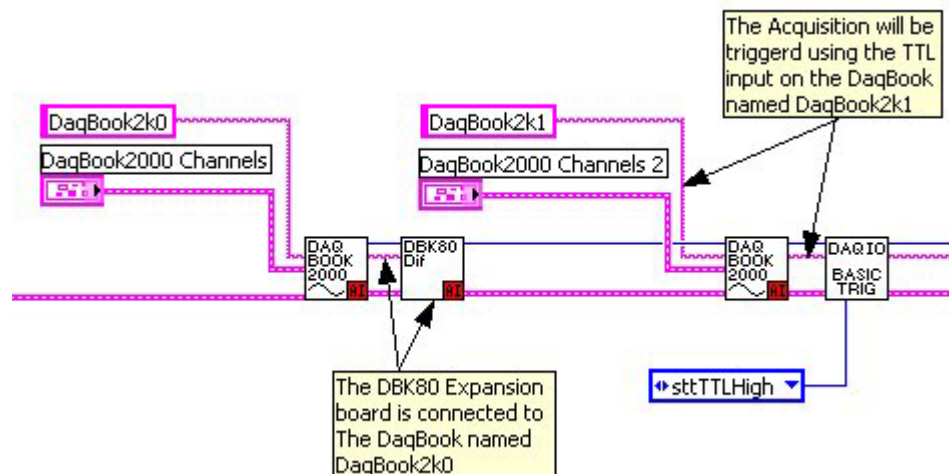 The Acquisition will be
triggerd using the TTL
input on the DaqBook
named DaqBook2k1
DaqBook2k0
DaqBook2k1
DaqBook2000 Channels
DaqBook2000 Channels 2
DAQ
BOOK
2000
AI
DBK80
Dif
AI
DAQ
BOOK
2000
AI
DAQIO
BASIC
TRIG
sttTTLHigh
The DBK80 Expansion
board is connected to
The DaqBook named
DaqBook2k0